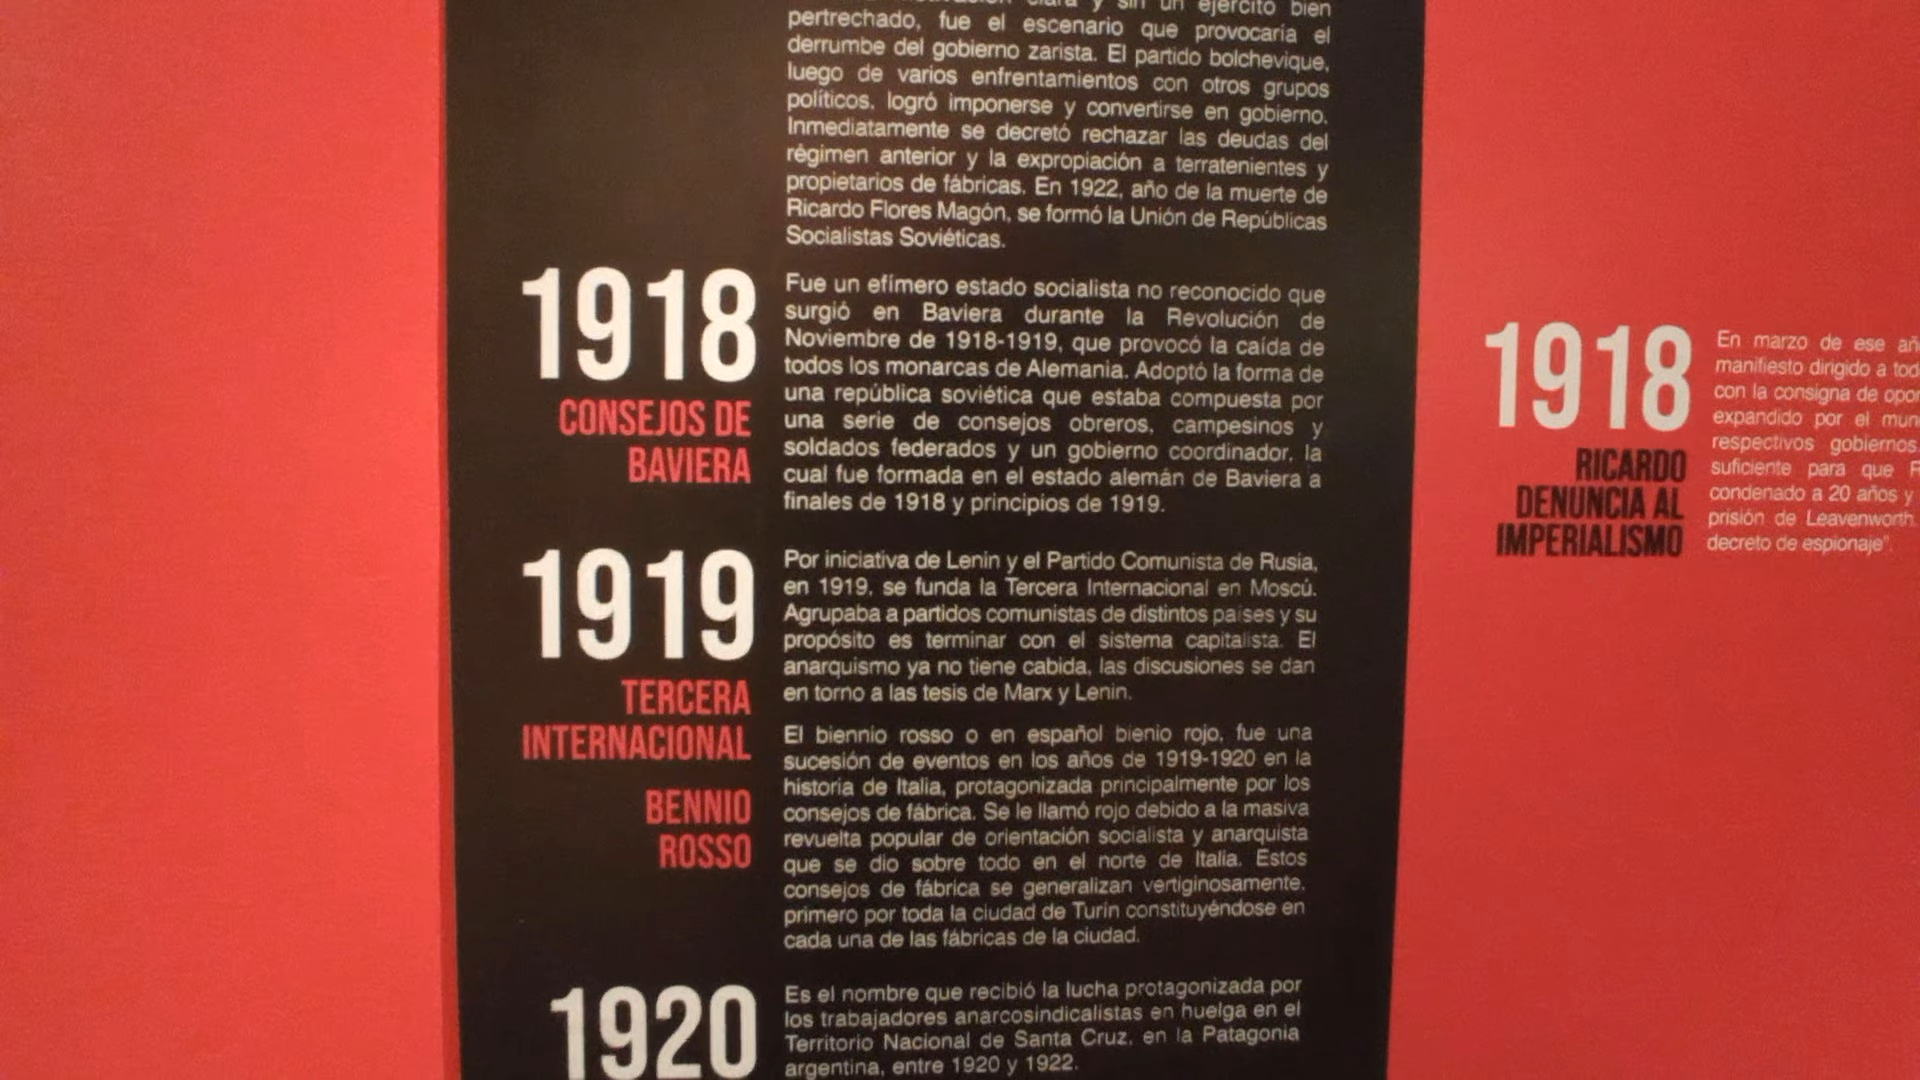 clara y sin un ejército bien
pertrechado, fue el escenario que provocaría el
derrumbe del gobierno zarista. El partido bolchevique,
luego de varios enfrentamientos con otros grupos
políticos, logró imponerse y convertirse en gobierno.
Inmediatamente se decretó rechazar las deudas del
régimen anterior y la expropiación a terratenientes y
propietarios de fábricas. En 1922, año de la muerte de
Ricardo Flores Magón, se formó la Unión de Repúblicas
Socialistas Soviéticas.
1918
CONSEJOS DE
BAVIERA
Fue un efímero estado socialista no reconocido que
surgió en Baviera durante la Revolución de
Noviembre de 1918-1919, que provocó la caída de
todos los monarcas de Alemania. Adoptó la forma de
una república soviética que estaba compuesta por
una serie de consejos obreros, campesinos y
soldados federados y un gobierno coordinador, la
cual fue formada en el estado alemán de Baviera a
finales de 1918 y principios de 1919.
1919
TERCERA
INTERNACIONAL
Por iniciativa de Lenin y el Partido Comunista de Rusia,
en 1919, se funda la Tercera Internacional en Moscú.
Agrupaba a partidos comunistas de distintos países y su
propósito es terminar con el sistema capitalista. El
anarquismo ya no tiene cabida, las discusiones se dan
en torno a las tesis de Marx y Lenin.
BENNIO
ROSSO
El biennio rosso o en español bienio rojo, fue una
sucesión de eventos en los años de 1919-1920 en la
historia de Italia, protagonizada principalmente por los
consejos de fábrica. Se le llamó rojo debido a la masiva
revuelta popular de orientación socialista y anarquista
que se dio sobre todo en el norte de Italia. Estos
consejos de fábrica se generalizan vertiginosamente,
primero por toda la ciudad de Turín constituyéndose en
cada una de las fábricas de la ciudad.
1920
Es el nombre que recibió la lucha protagonizada por
los trabajadores anarcosindicalistas en huelga en el
Territorio Nacional de Santa Cruz, en la Patagonia
argentina, entre 1920 y 1922.
1918
RICARDO
DENUNCIA AL
IMPERIALISMO
En marzo de ese
manifiesto dirigido a
con la consigna de
expandido por el
respectivos gobiernos.
suficiente para que
condenado a 20 años y
prisión de Leavenworth.
decreto de espionaje".